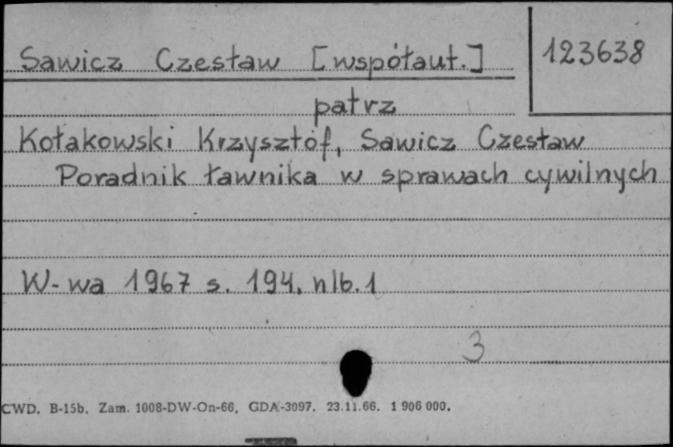 Sawicz Czesław [współaut.]
123638
patrz
Kołakowski Krzysztof, Sawicz Czesław
Poradnik ławnika w sprawach cywilnych
W-wa 1967 s. 194, nlb. 1
3
CWD. B-15b. Zam. 1008-DW-On-66. GDA-3097. 23.11.66. 1 906 000.